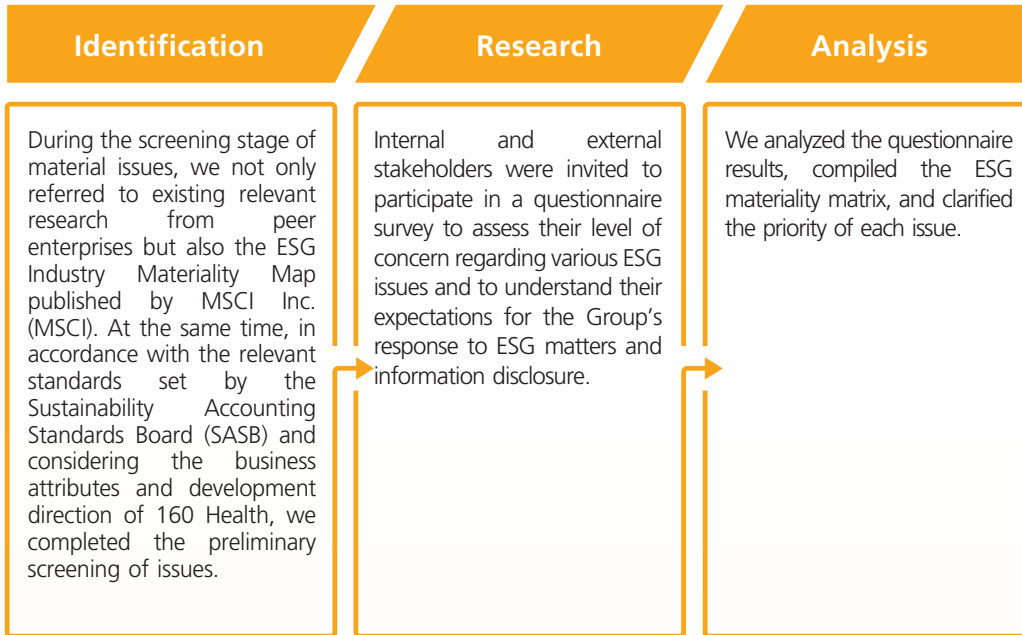 Identification
During the screening stage of
material issues, we not only
referred to existing relevant
research from peer
enterprises but also the ESG
Industry Materiality Map
published by MSCI Inc.
(MSCI). At the same time, in
accordance with the relevant
standards set by the
Sustainability Accounting
Standards Board (SASB) and
considering the business
attributes and development
direction of 160 Health, we
completed the preliminary
screening of issues.
Research
Internal and external
stakeholders were invited to
participate in a questionnaire
survey to assess their level of
concern regarding various ESG
issues and to understand their
expectations for the Group's
response to ESG matters and
information disclosure.
Analysis
We analyzed the questionnaire
results, compiled the ESG
materiality matrix, and clarified
the priority of each issue.